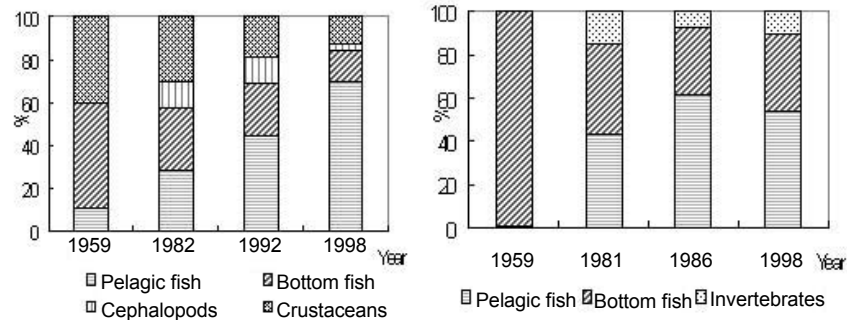 100
80
60
40
20
0
%
1959 1982 1992 1998
Year
Pelagic fish Bottom fish
Cephalopods Crustaceans
100
80
60
40
20
0
%
1959 1981 1986 1998 Year
Pelagic fish Bottom fish Invertebrates